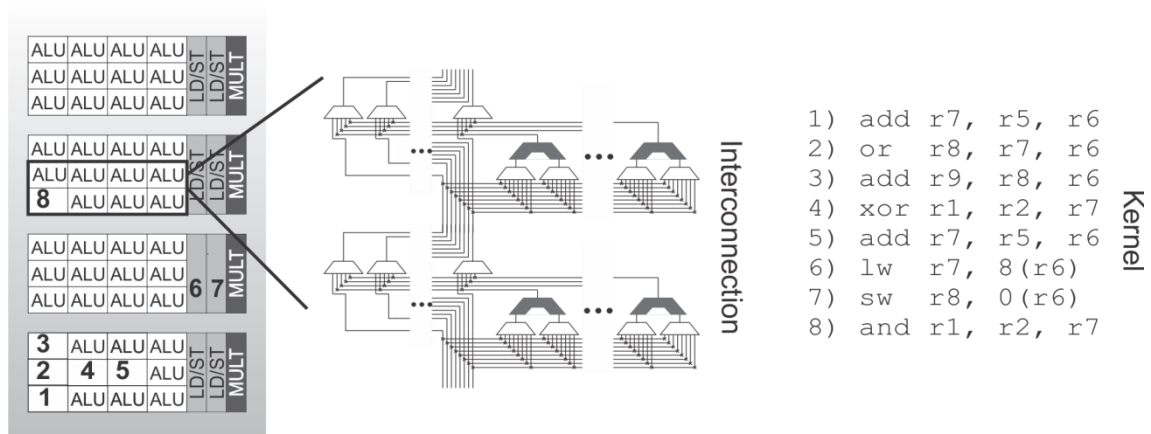 ALU ALU ALU ALU LD/ST LD/ST MULT
ALU ALU ALU ALU
ALU ALU ALU ALU
ALU ALU ALU ALU LD/ST LD/ST MULT
ALU ALU ALU ALU
8 ALU ALU ALU
ALU ALU ALU ALU 6 7 MULT
ALU ALU ALU ALU
ALU ALU ALU ALU
3 ALU ALU ALU LD/ST LD/ST MULT
2 4 5 ALU
1 ALU ALU ALU
...
...
...
...
Interconnection
1) add r7, r5, r6
2) or r8, r7, r6
3) add r9, r8, r6
4) xor r1, r2, r7
5) add r7, r5, r6
6) lw r7, 8(r6)
7) sw r8, 0(r6)
8) and r1, r2, r7
Kernel